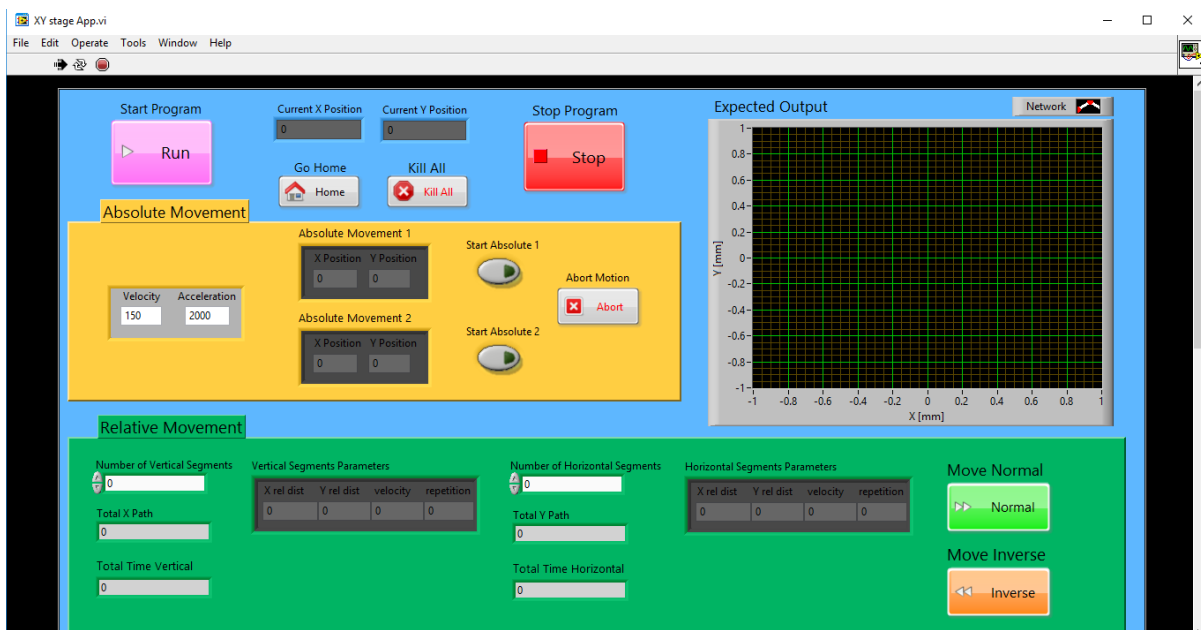 XY stage App.vi
File Edit Operate Tools Window Help
Start Program
Run
Current X Position
0
Current Y Position
0
Go Home
Home
Kill All
Kill All
Stop Program
Stop
Expected Output
Network
1
0.8
0.6
0.4
0.2
0
-0.2
-0.4
-0.6
-0.8
-1
Y [mm]
-1 -0.8 -0.6 -0.4 -0.2 0 0.2 0.4 0.6 0.8 1
X [mm]
Absolute Movement
Velocity Acceleration
150 2000
Absolute Movement 1
X Position Y Position
0 0
Start Absolute 1
Absolute Movement 2
X Position Y Position
0 0
Start Absolute 2
Abort Motion
Abort
Relative Movement
Number of Vertical Segments
0
Total X Path
0
Total Time Vertical
0
Vertical Segments Parameters
X rel dist Y rel dist velocity repetition
0 0 0 0
Number of Horizontal Segments
0
Total Y Path
0
Total Time Horizontal
0
Horizontal Segments Parameters
X rel dist Y rel dist velocity repetition
0 0 0 0
Move Normal
Normal
Move Inverse
Inverse